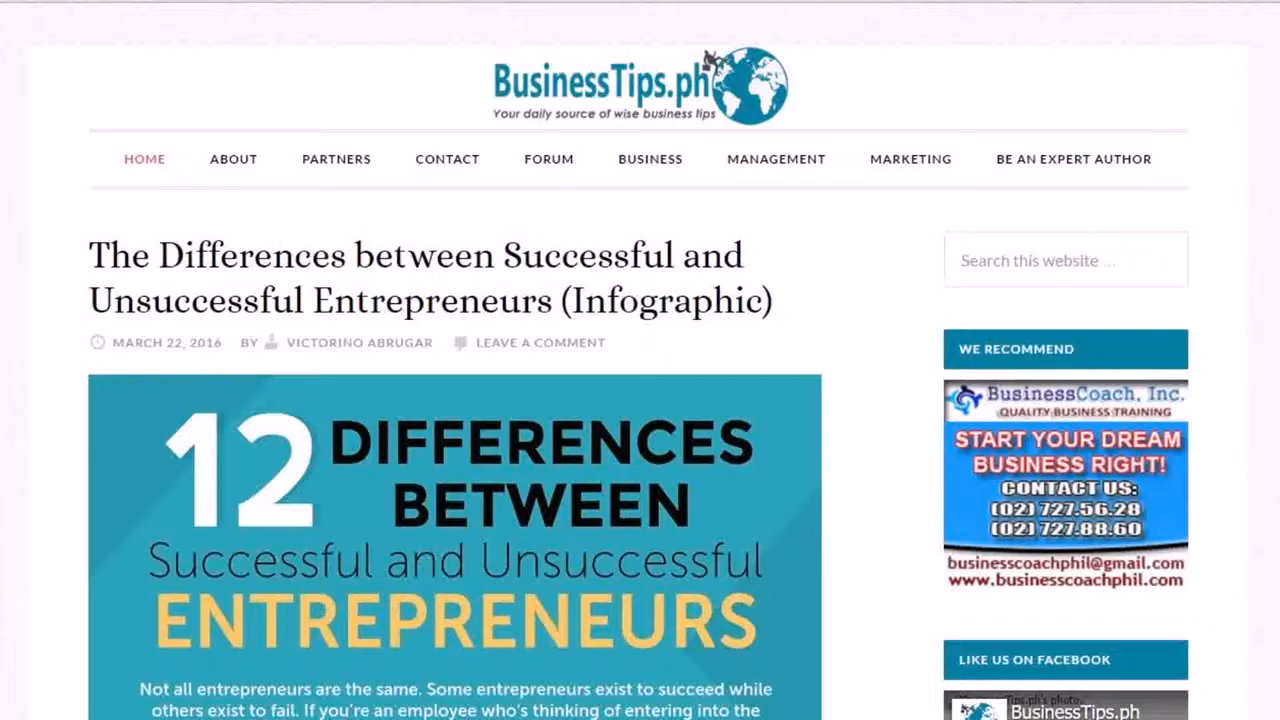 BusinessTips.ph
Your daily source of wise business tips
HOME ABOUT PARTNERS CONTACT FORUM BUSINESS MANAGEMENT MARKETING BE AN EXPERT AUTHOR
The Differences between Successful and
Unsuccessful Entrepreneurs (Infographic)
MARCH 22, 2016 BY VICTORINO ABRUGAR LEAVE A COMMENT
12 DIFFERENCES
BETWEEN
Successful and Unsuccessful
ENTREPRENEURS
Not all entrepreneurs are the same. Some entrepreneurs exist to succeed while
others exist to fail. If you're an employee who's thinking of entering into the
Search this website ...
WE RECOMMEND
BusinessCoach, Inc.
QUALITY BUSINESS TRAINING
START YOUR DREAM
BUSINESS RIGHT!
CONTACT US:
(02) 727.56.28
(02) 727.88.60
businesscoachphil@gmail.com
www.businesscoachphil.com
LIKE US ON FACEBOOK
BusinessTips.ph's photo.
BusinessTips.ph